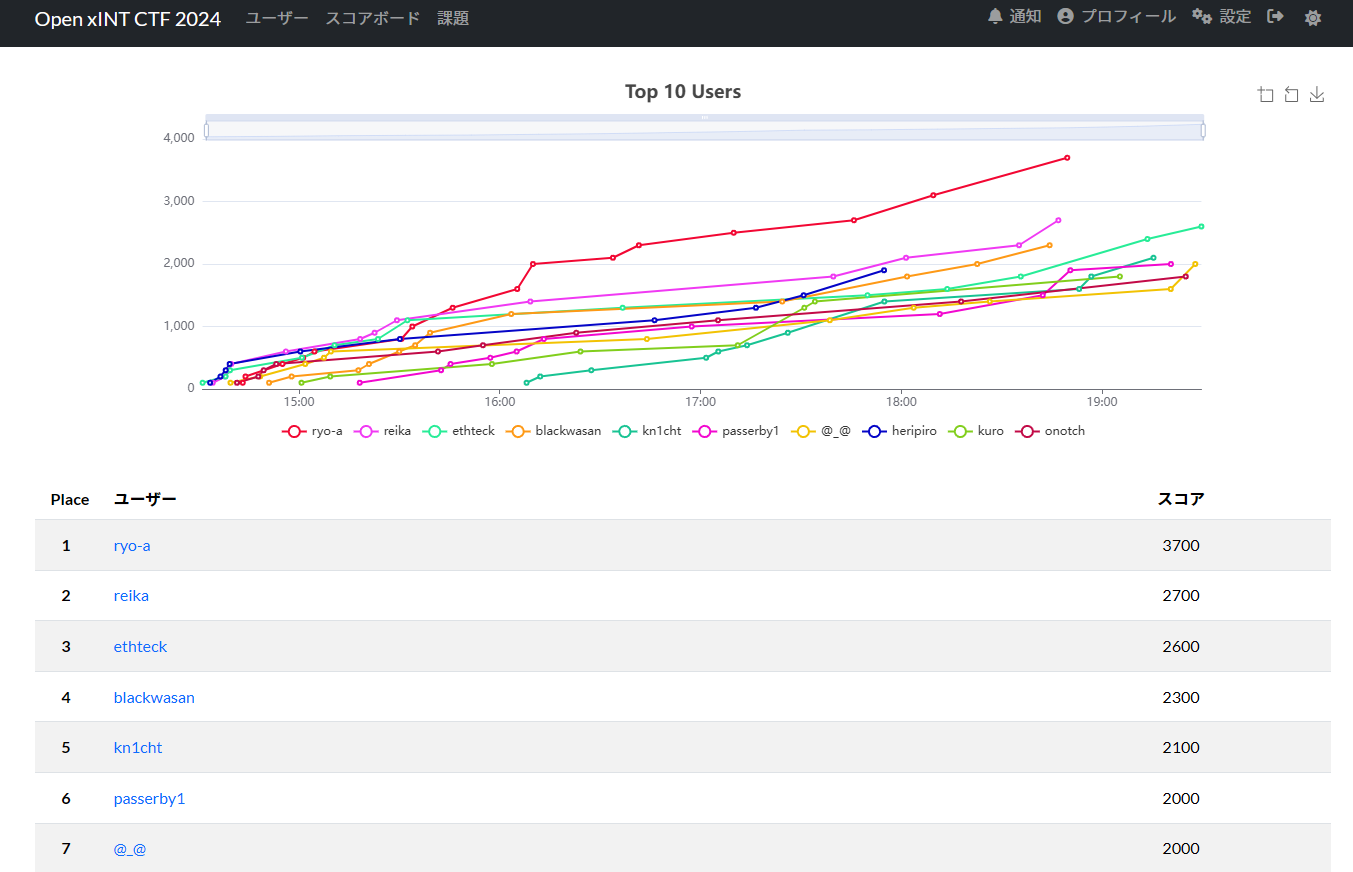 Open xINT CTF 2024 ユーザー スコアボード 課題 通知 プロフィール 設定
Top 10 Users
4,000
3,000
2,000
1,000
0
15:00 16:00 17:00 18:00 19:00
ryo-a reika ethteck blackwasan kn1cht passerby1 @_@ heripiro kuro onotch
Place ユーザー スコア
1 ryo-a 3700
2 reika 2700
3 ethteck 2600
4 blackwasan 2300
5 kn1cht 2100
6 passerby1 2000
7 @_@ 2000